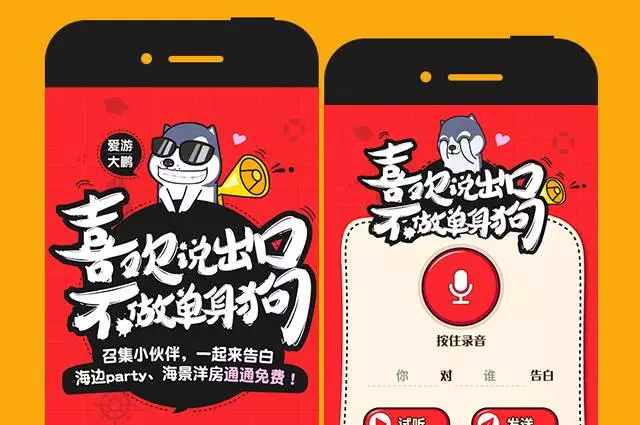 爱游
大鹏
喜欢说出口
不做单身狗
召集小伙伴，一起来告白
海边party、海景洋房通通免费！
喜欢说出口
不做单身狗
按住录音
你 对 谁 告白
试听
发送